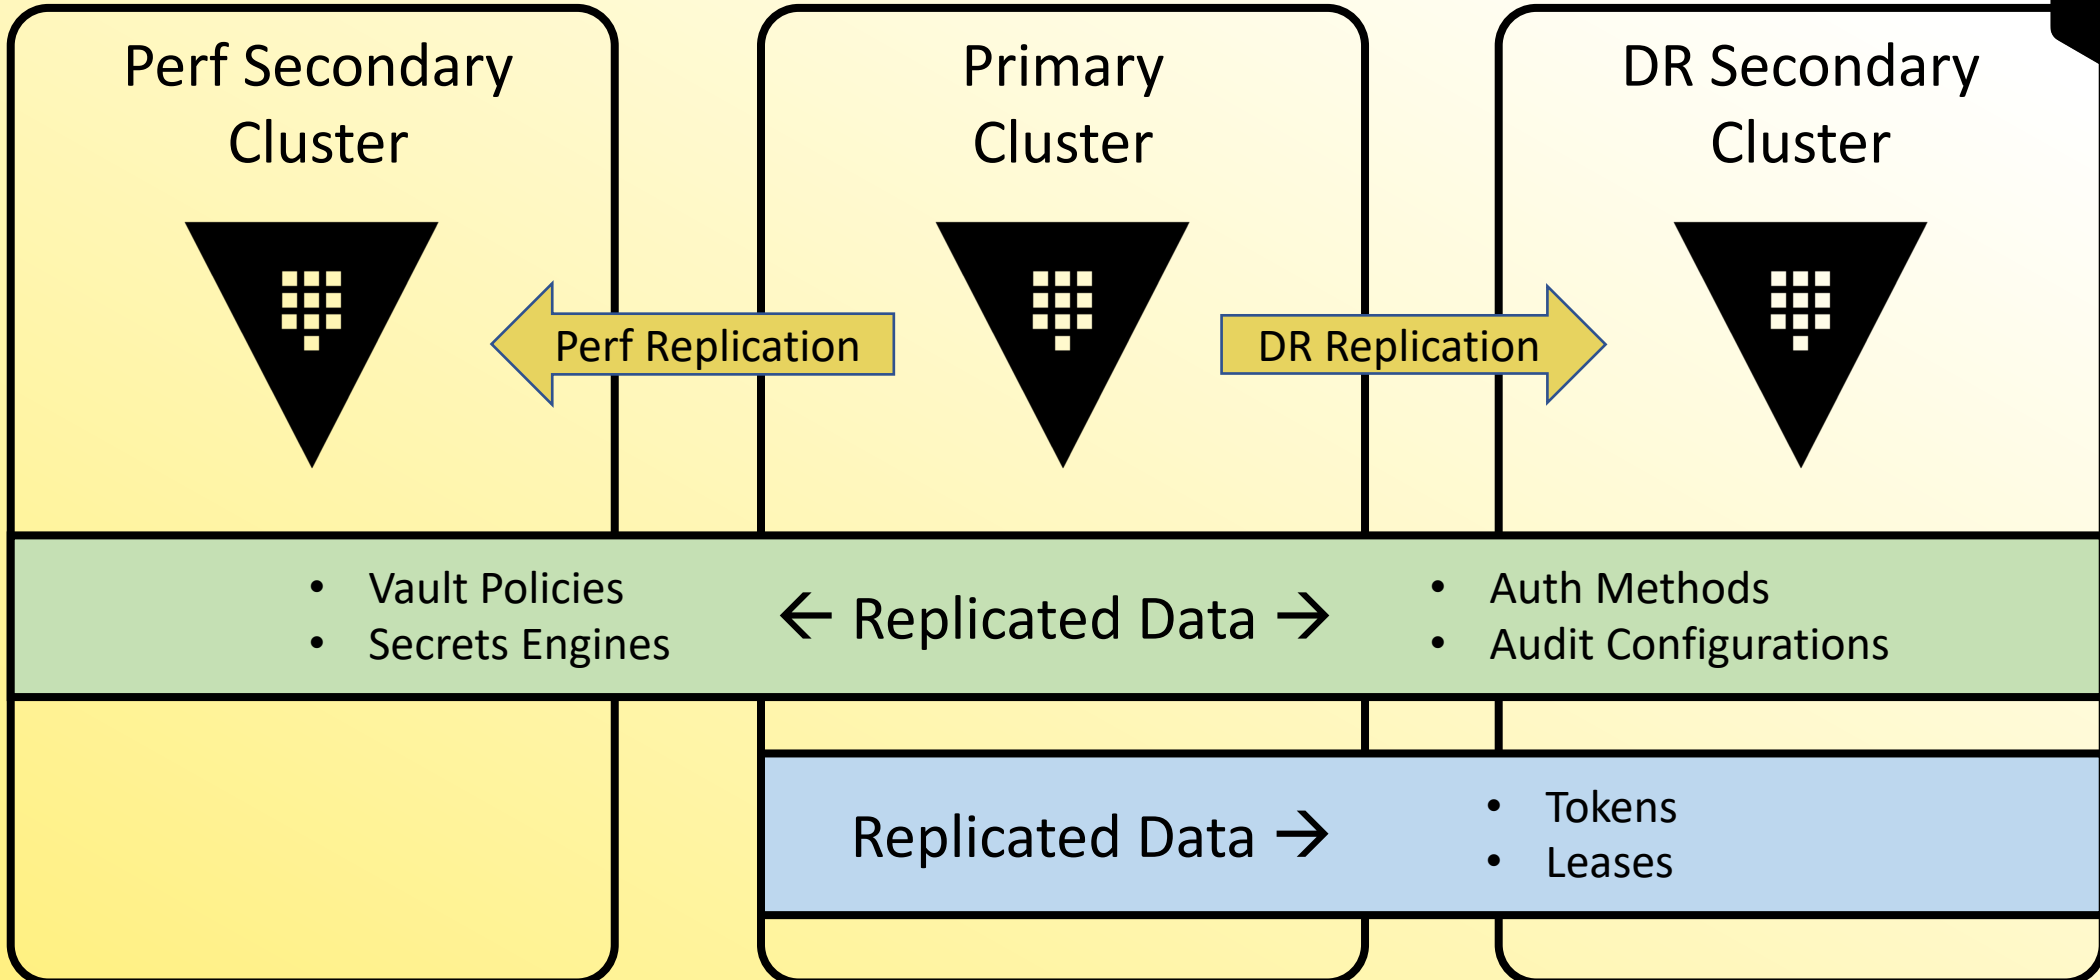 Perf Secondary
Cluster
Primary
Cluster
DR Secondary
Cluster
Perf Replication
DR Replication
• Vault Policies
• Secrets Engines
← Replicated Data →
• Auth Methods
• Audit Configurations
Replicated Data →
• Tokens
• Leases